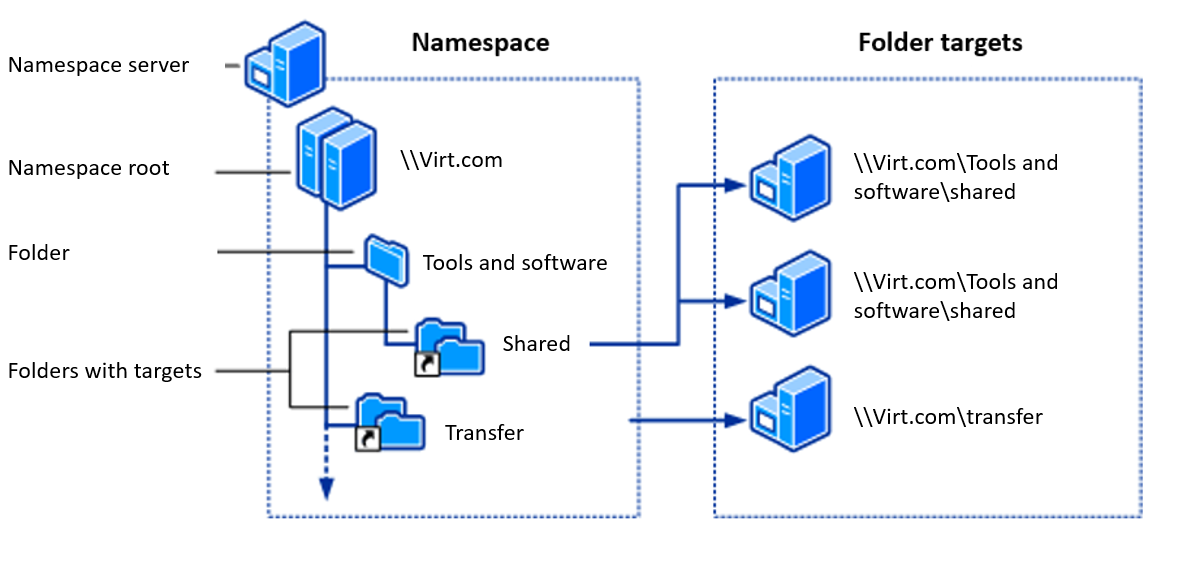 Namespace
Folder targets
Namespace server
Namespace root
\\Virt.com
\\Virt.com\Tools and
software\shared
Folder
Tools and software
\\Virt.com\Tools and
software\shared
Shared
Folders with targets
Transfer
\\Virt.com\transfer